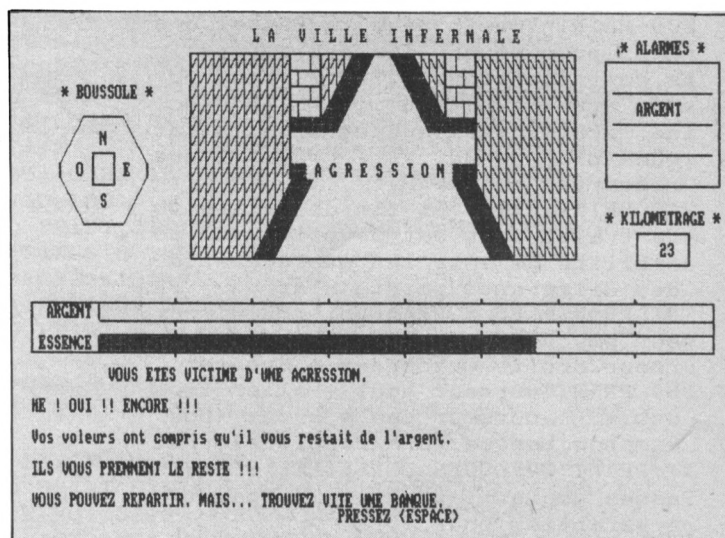 LA VILLE INFERNALE
* ALARMES *
* BOUSSOLE *
ARGENT
N
O E
S
AGRESSION
* KILOMETRAGE *
23
ARGENT
ESSENCE
VOUS ETES VICTIME D'UNE AGRESSION.
HE ! OUI !! ENCORE !!!
Vos voleurs ont compris qu'il vous restait de l'argent.
ILS VOUS PRENNENT LE RESTE !!!
VOUS POUVEZ REPARTIR. MAIS... TROUVEZ VITE UNE BANQUE.
PRESSEZ <ESPACE>